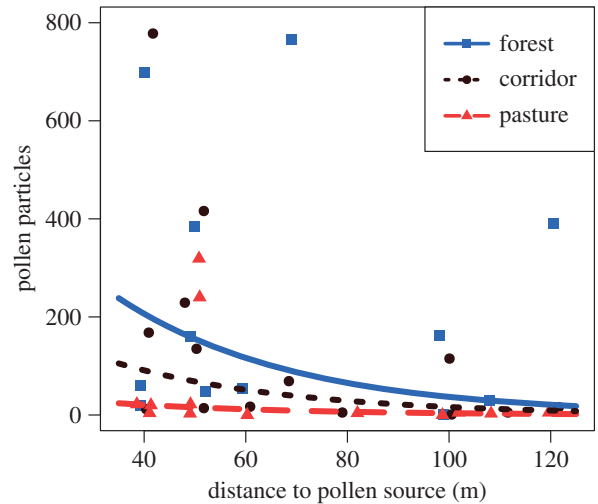 800
600
400
200
0
pollen particles
forest
corridor
pasture
40 60 80 100 120
distance to pollen source (m)